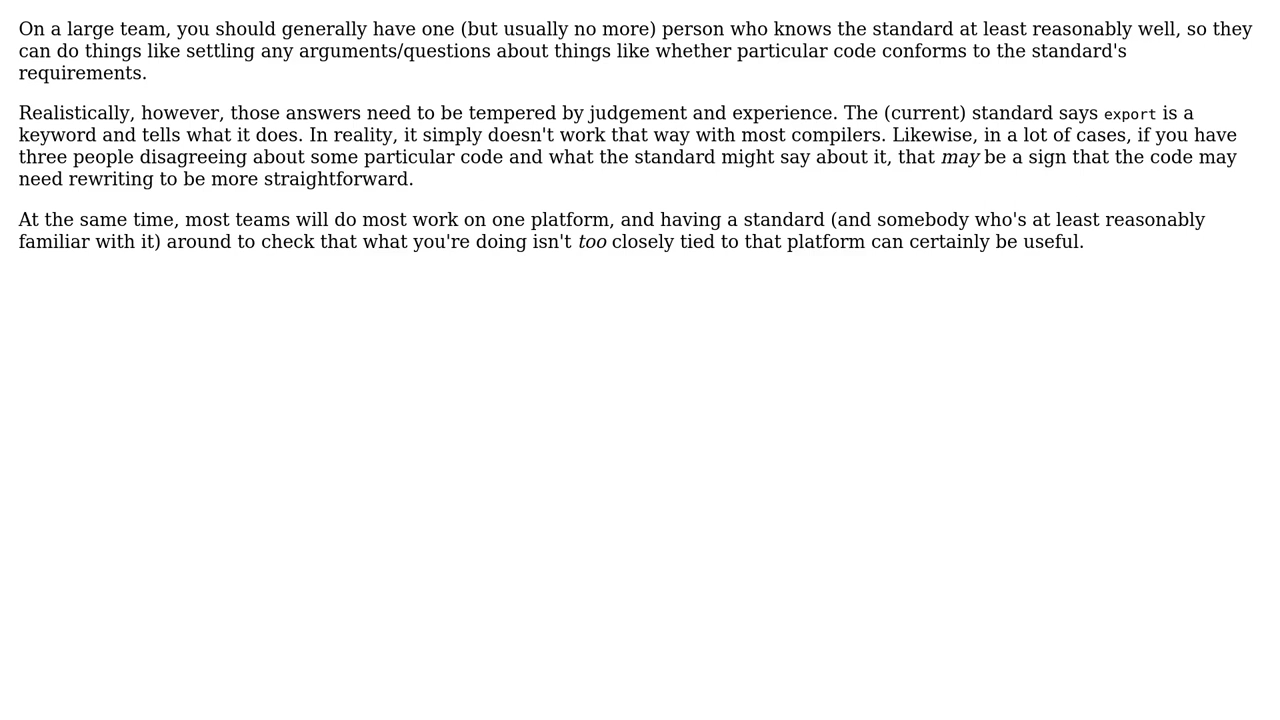 On a large team, you should generally have one (but usually no more) person who knows the standard at least reasonably well, so they
can do things like settling any arguments/questions about things like whether particular code conforms to the standard's
requirements.
Realistically, however, those answers need to be tempered by judgement and experience. The (current) standard says export is a
keyword and tells what it does. In reality, it simply doesn't work that way with most compilers. Likewise, in a lot of cases, if you have
three people disagreeing about some particular code and what the standard might say about it, that may be a sign that the code may
need rewriting to be more straightforward.
At the same time, most teams will do most work on one platform, and having a standard (and somebody who's at least reasonably
familiar with it) around to check that what you're doing isn't too closely tied to that platform can certainly be useful.